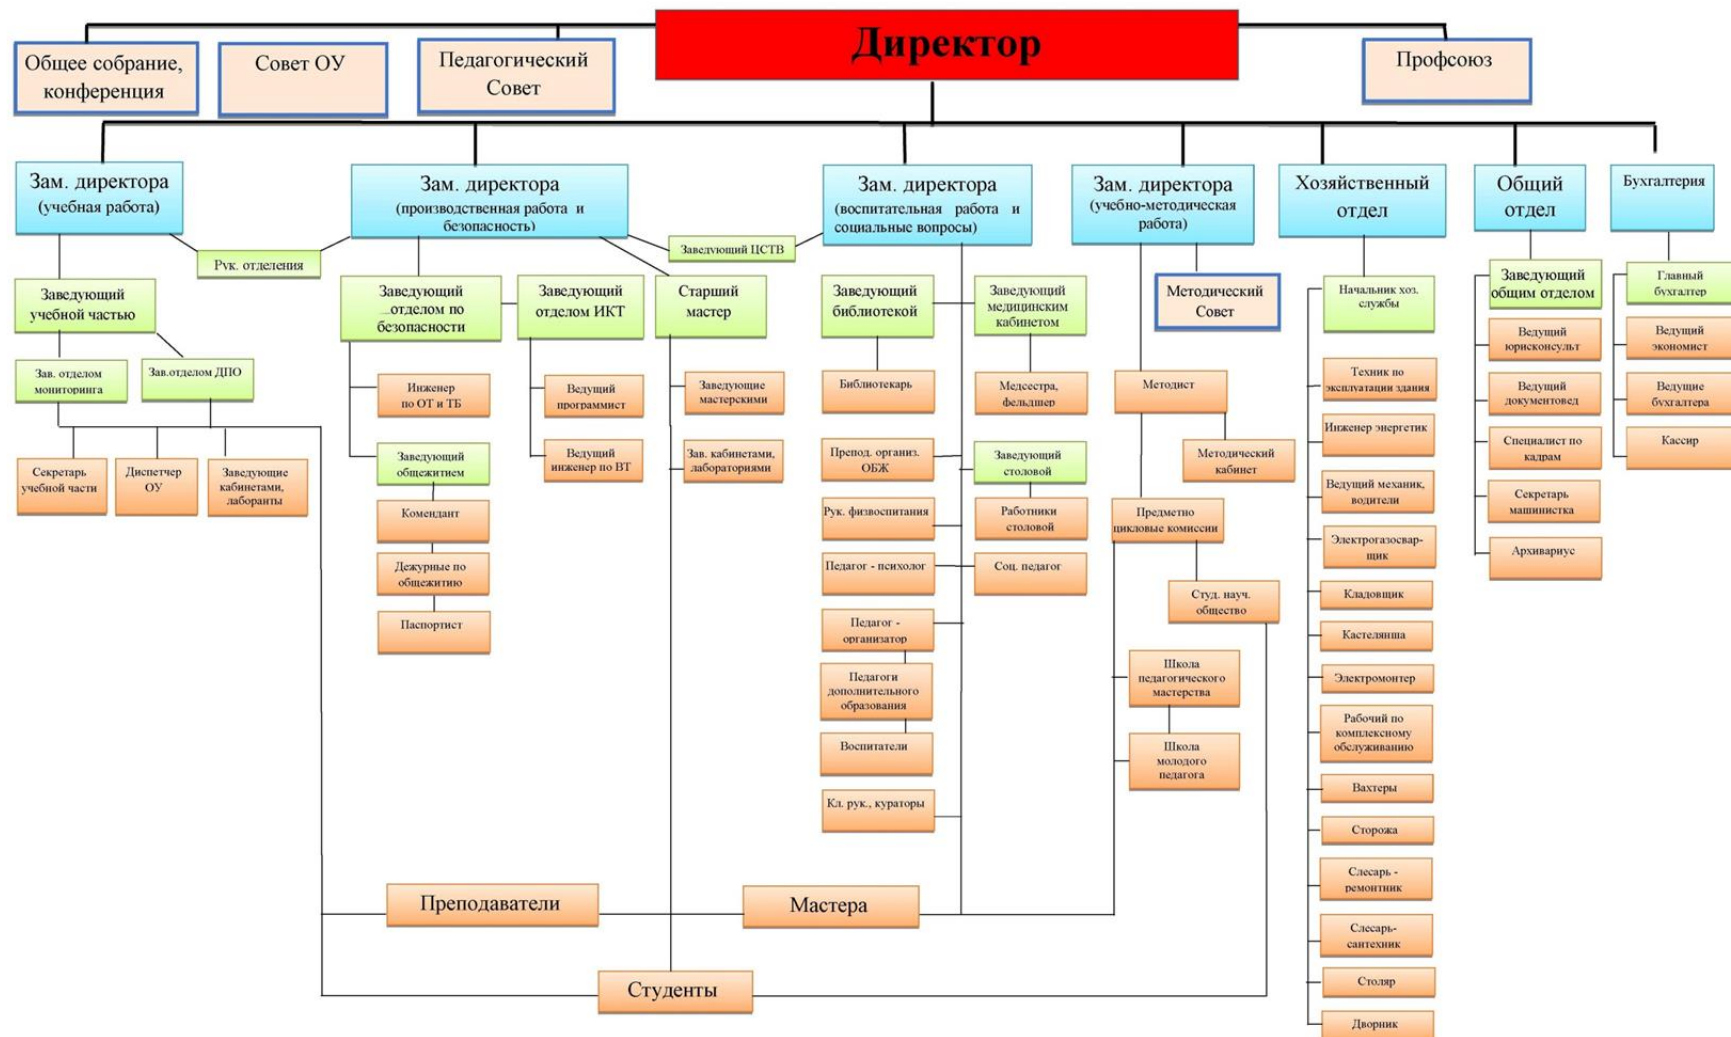 Директор
Общее собрание,
конференция
Совет ОУ
Педагогический
Совет
Профсоюз
Зам. директора
(учебная работа)
Зам. директора
(производственная работа и
безопасность)
Зам. директора
(воспитательная работа и
социальные вопросы)
Зам. директора
(учебно-методическая
работа)
Хозяйственный
отдел
Общий
отдел
Бухгалтерия
Рук. отделения
Заведующий ЦСТВ
Заведующий
учебной частью
Зав. отделом
мониторинга
Зав.отделом ДПО
Секретарь
учебной части
Диспетчер
ОУ
Заведующие
кабинетами,
лаборанты
Заведующий
отделом по
безопасности
Инженер
по ОТ и ТБ
Заведующий
общежитием
Комендант
Дежурные по
общежитию
Паспортист
Заведующий
отделом ИКТ
Ведущий
программист
Ведущий
инженер по ВТ
Старший
мастер
Заведующие
мастерскими
Зав. кабинетами,
лабораториями
Заведующий
библиотекой
Библиотекарь
Препод. организ.
ОБЖ
Рук. физвоспитания
Педагог - психолог
Педагог -
организатор
Педагоги
дополнительного
образования
Воспитатели
Кл. рук., кураторы
Заведующий
медицинским
кабинетом
Медсестра,
фельдшер
Заведующий
столовой
Работники
столовой
Соц. педагог
Методический
Совет
Методист
Методический
кабинет
Предметно
цикловые комиссии
Студ. науч.
общество
Школа
педагогического
мастерства
Школа
молодого
педагога
Начальник хоз.
службы
Техник по
эксплуатации здания
Инженер энергетик
Ведущий механик,
водители
Электрогазосвар-
щик
Кладовщик
Кастелянша
Электромонтер
Рабочий по
комплексному
обслуживанию
Вахтеры
Сторожа
Слесарь -
ремонтник
Слесарь-
сантехник
Столяр
Дворник
Заведующий
общим отделом
Ведущий
юрисконсульт
Ведущий
документовед
Специалист по
кадрам
Секретарь
машинистка
Архивариус
Главный
бухгалтер
Ведущий
экономист
Ведущие
бухгалтера
Кассир
Преподаватели
Мастера
Студенты